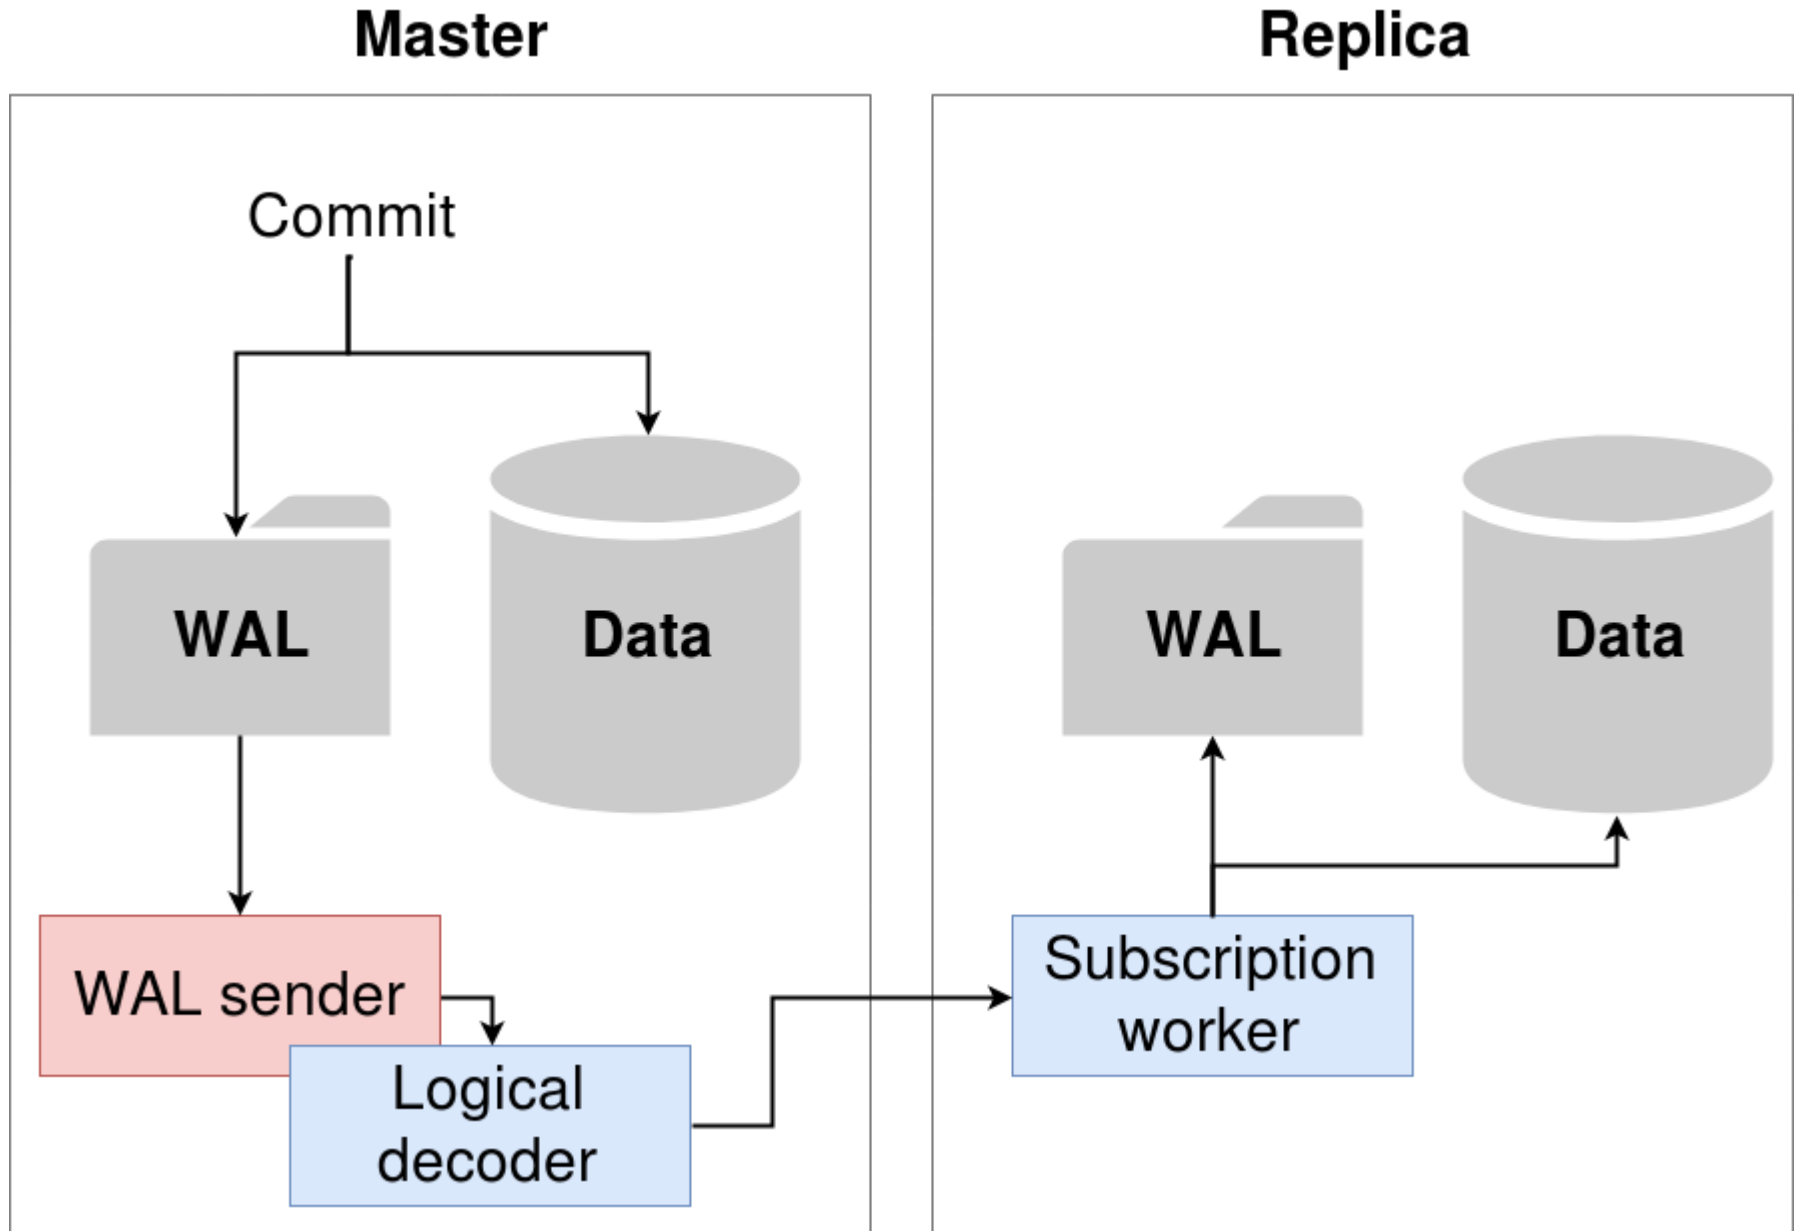 Master
Replica
Commit
WAL
Data
WAL
Data
WAL sender
Logical
decoder
Subscription
worker